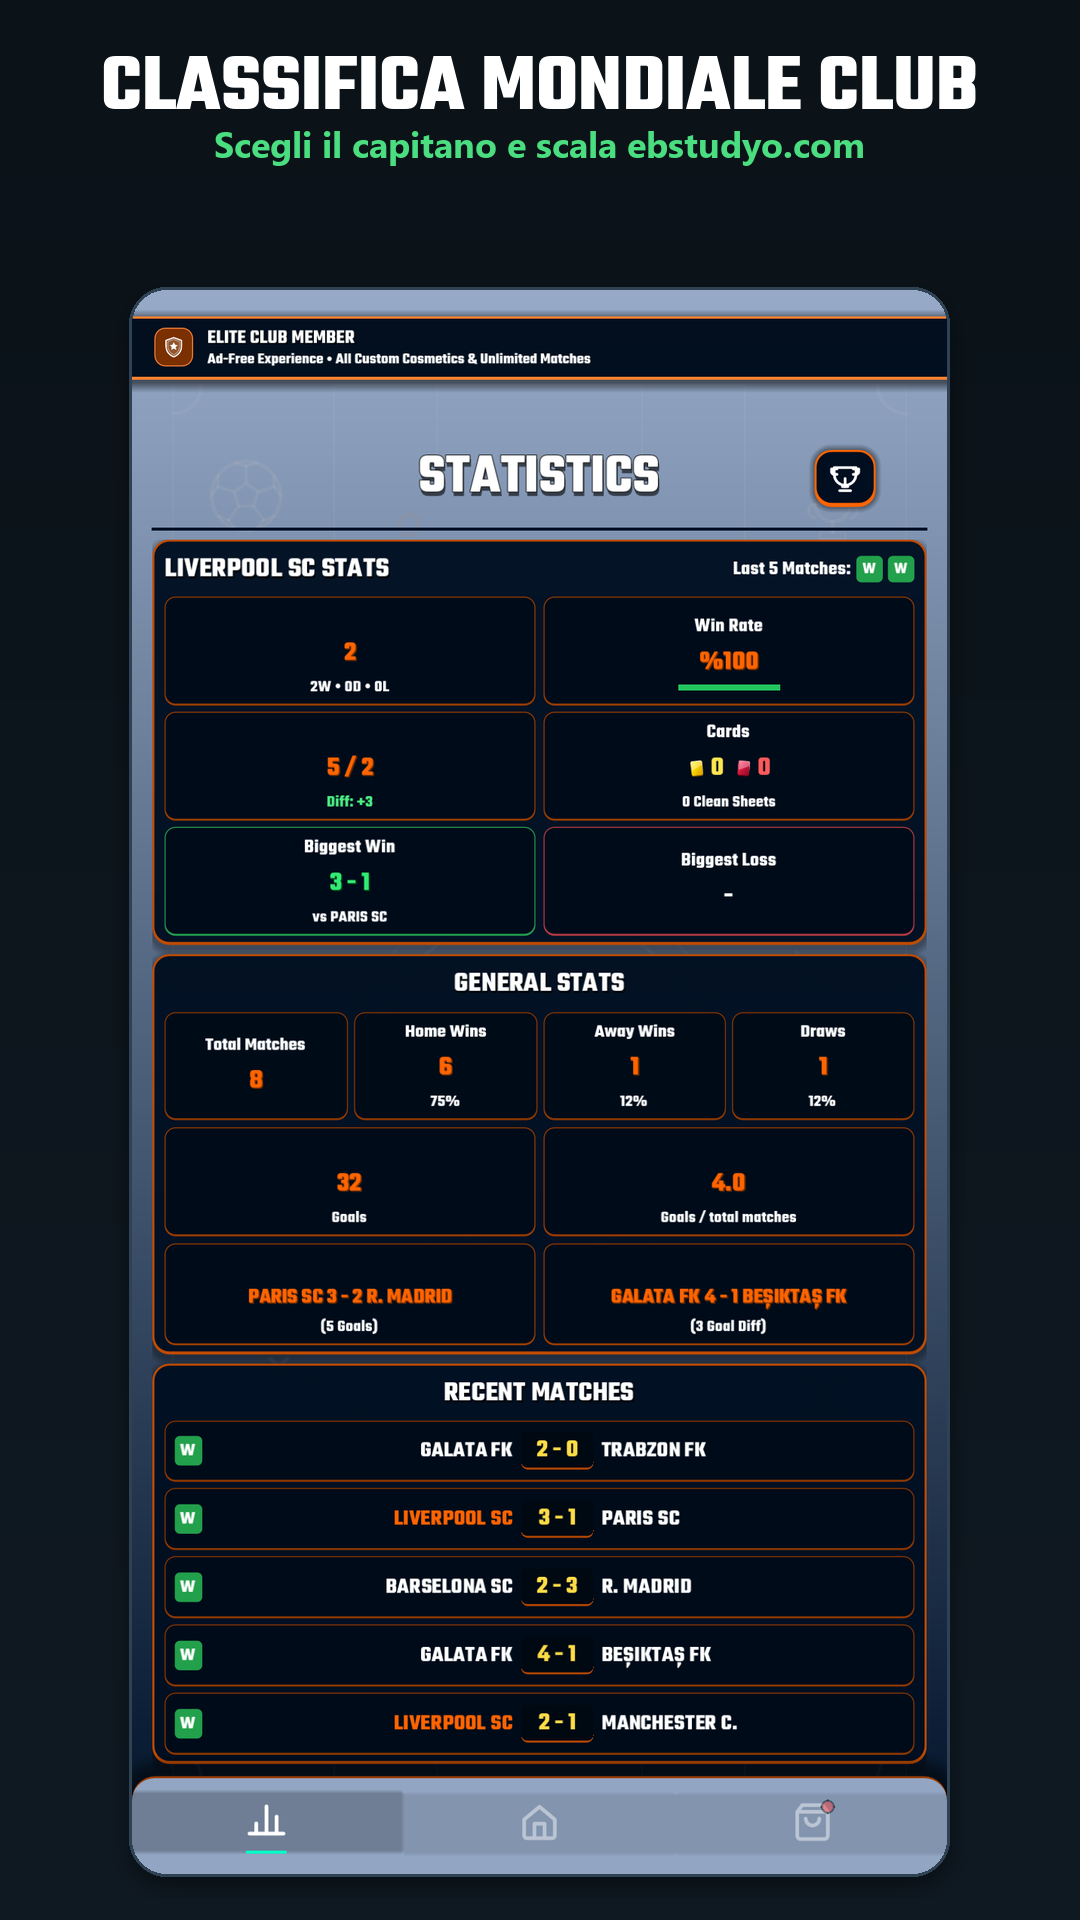 CLASSIFICA MONDIALE CLUB
Scegli il capitano e scala ebstudyo.com
ELITE CLUB MEMBER
Ad-Free Experience • All Custom Cosmetics & Unlimited Matches
STATISTICS
LIVERPOOL SC STATS
Last 5 Matches: W W
2
2W • 0D • 0L
Win Rate
%100
5 / 2
Diff: +3
Cards
0 0
0 Clean Sheets
Biggest Win
3 - 1
vs PARIS SC
Biggest Loss
-
GENERAL STATS
Total Matches
8
Home Wins
6
75%
Away Wins
1
12%
Draws
1
12%
32
Goals
4.0
Goals / total matches
PARIS SC 3 - 2 R. MADRID
(5 Goals)
GALATA FK 4 - 1 BEŞİKTAŞ FK
(3 Goal Diff)
RECENT MATCHES
W GALATA FK 2 - 0 TRABZON FK
W LIVERPOOL SC 3 - 1 PARIS SC
W BARSELONA SC 2 - 3 R. MADRID
W GALATA FK 4 - 1 BEŞİKTAŞ FK
W LIVERPOOL SC 2 - 1 MANCHESTER C.